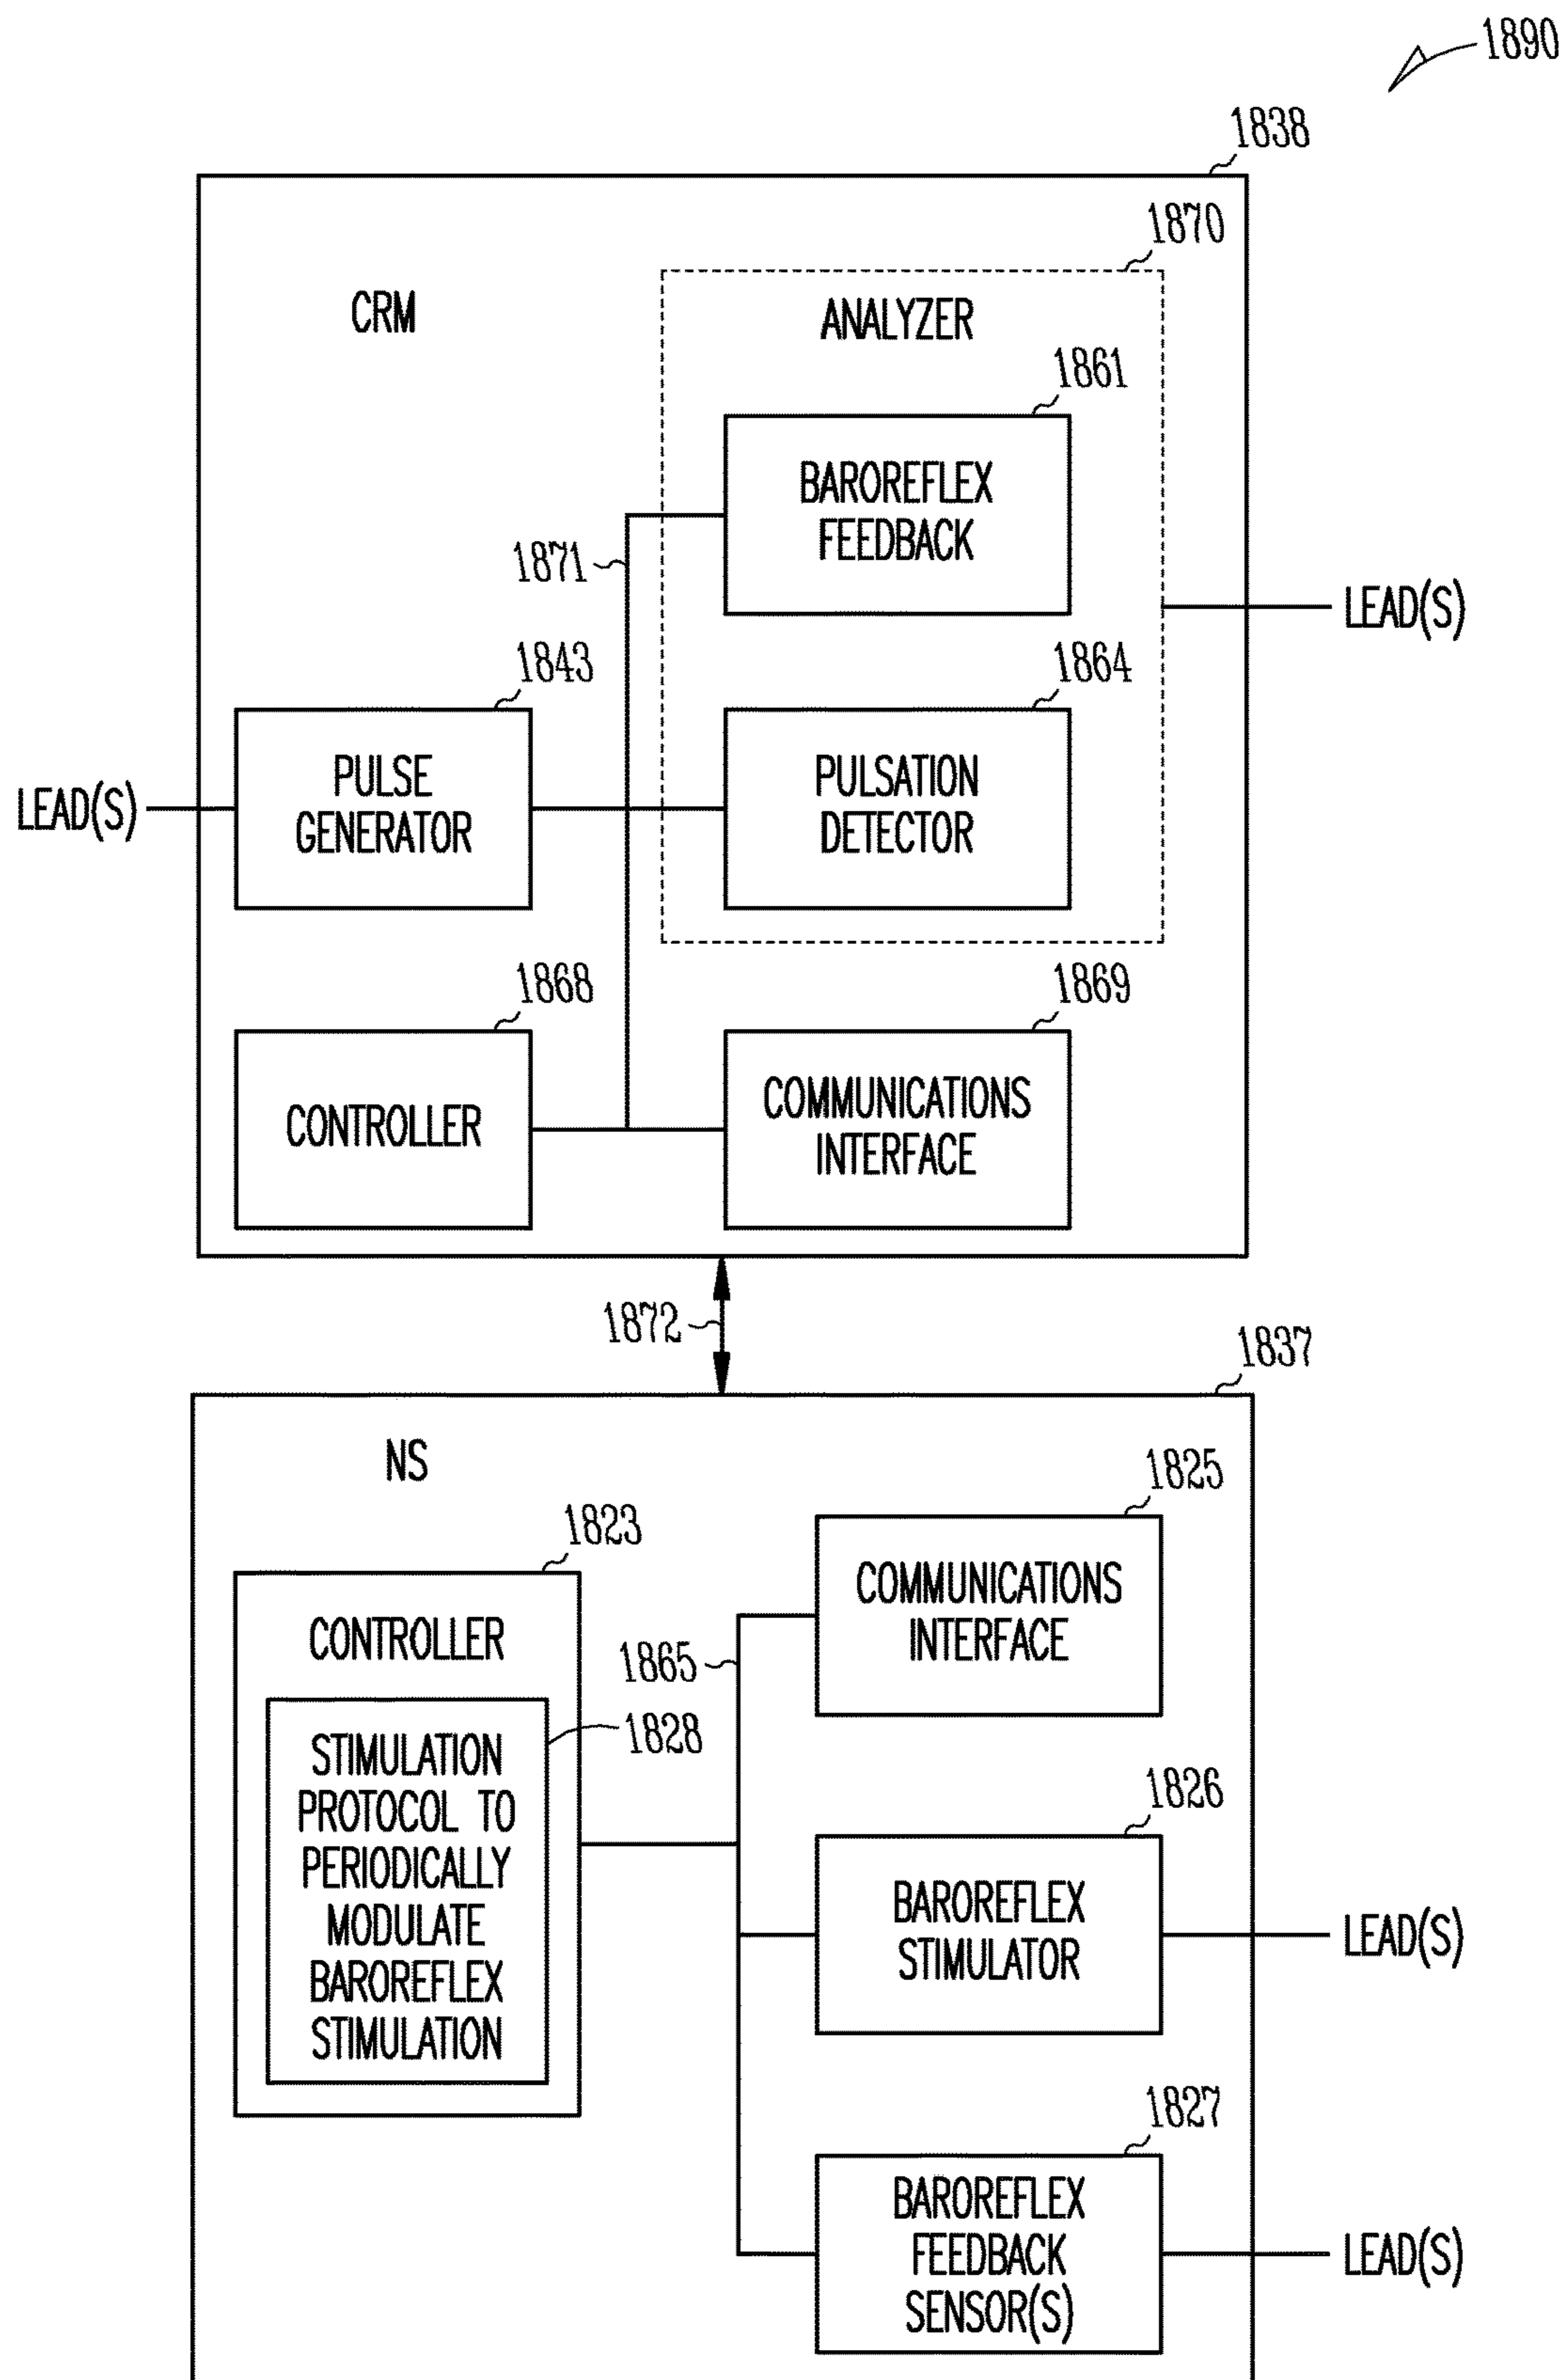 1890
1838
1870
CRM
ANALYZER
1861
BAROREFLEX
FEEDBACK
1871
LEAD(S)
1843
1864
PULSE
GENERATOR
PULSATION
DETECTOR
LEAD(S)
1868
1869
CONTROLLER
COMMUNICATIONS
INTERFACE
1872
1837
NS
1825
1823
COMMUNICATIONS
INTERFACE
CONTROLLER
1865
1828
STIMULATION
PROTOCOL TO
PERIODICALLY
MODULATE
BAROREFLEX
STIMULATION
1826
BAROREFLEX
STIMULATOR
LEAD(S)
1827
BAROREFLEX
FEEDBACK
SENSOR(S)
LEAD(S)